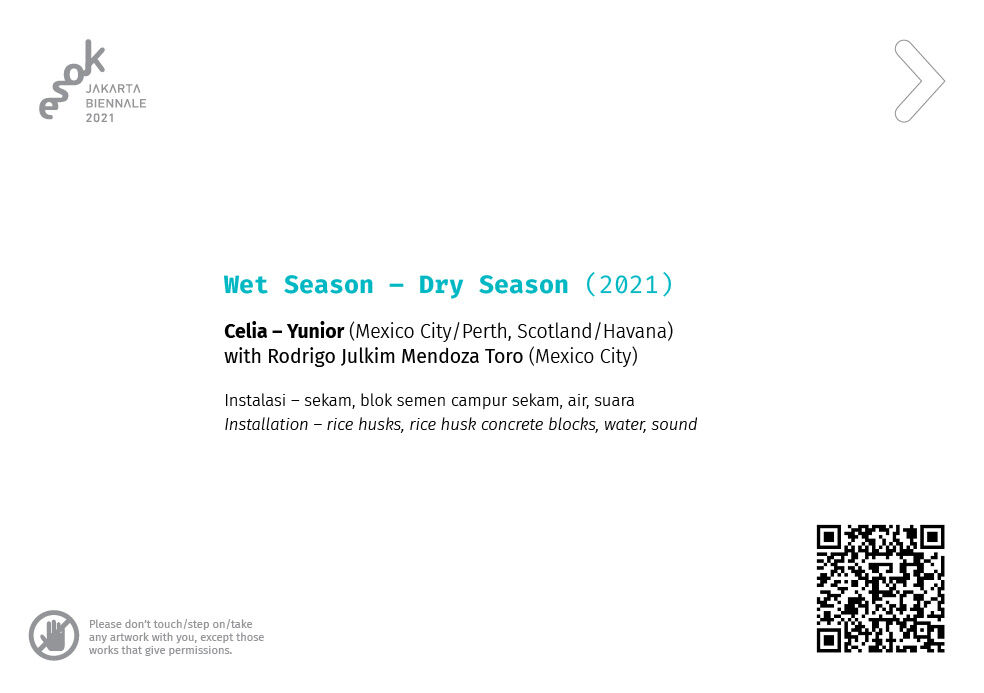 esok
JAKARTA
BIENNALE
2021
Wet Season – Dry Season (2021)
Celia – Yunior (Mexico City/Perth, Scotland/Havana)
with Rodrigo Julkim Mendoza Toro (Mexico City)
Instalasi – sekam, blok semen campur sekam, air, suara
Installation – rice husks, rice husk concrete blocks, water, sound
Please don’t touch/step on/take
any artwork with you, except those
works that give permissions.